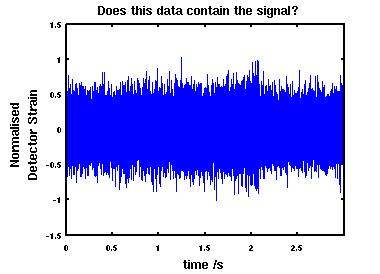 Does this data contain the signal?
Normalised
Detector Strain
1.5
1
0.5
0
-0.5
-1
-1.5
0 0.5 1 1.5 2 2.5
time /s